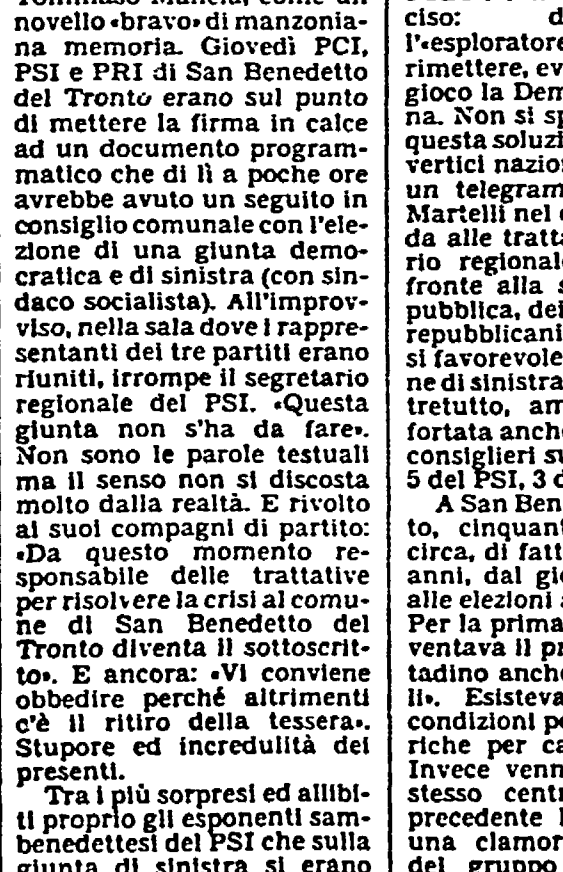 novello «bravo» di manzonia-
na memoria. Giovedì PCI,
PSI e PRI di San Benedetto
del Tronto erano sul punto
di mettere la firma in calce
ad un documento program-
matico che di lì a poche ore
avrebbe avuto un seguito in
consiglio comunale con l'ele-
zione di una giunta demo-
cratica e di sinistra (con sin-
daco socialista). All'improv-
viso, nella sala dove i rappre-
sentanti dei tre partiti erano
riuniti, irrompe il segretario
regionale del PSI. «Questa
giunta non s'ha da fare».
Non sono le parole testuali
ma il senso non si discosta
molto dalla realtà. E rivolto
ai suoi compagni di partito:
«Da questo momento re-
sponsabile delle trattative
per risolvere la crisi al comu-
ne di San Benedetto del
Tronto diventa il sottoscrit-
to». E ancora: «Vi conviene
obbedire perché altrimenti
c'è il ritiro della tessera».
Stupore ed incredulità dei
presenti.
Tra i più sorpresi ed allibi-
ti proprio gli esponenti sam-
benedettesi del PSI che sulla
giunta di sinistra si erano
ciso: d
l'«esploratore
rimettere, ev
gioco la Dem
na. Non si sp
questa soluzi
vertici nazio
un telegram
Martelli nel
da alle tratta
rio regionale
fronte alla s
pubblica, dei
repubblicani
si favorevole
ne di sinistra
tretutto, am
fortata anche
consiglieri su
5 del PSI, 3 d
A San Ben
to, cinquant
circa, di fatt
anni, dal gio
alle elezioni a
Per la prima
ventava il pr
tadino anche
li». Esisteva
condizioni po
riche per ca
Invece venn
stesso centr
precedente l
una clamor
del gruppo